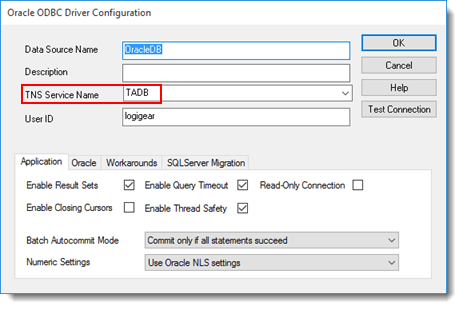 Oracle ODBC Driver Configuration
Data Source Name OracleDB OK
Description Cancel
TNS Service Name TADB Help
User ID logigear Test Connection
Application Oracle Workarounds SQLServer Migration
Enable Result Sets Enable Query Timeout Read-Only Connection
Enable Closing Cursors Enable Thread Safety
Batch Autocommit Mode Commit only if all statements succeed
Numeric Settings Use Oracle NLS settings